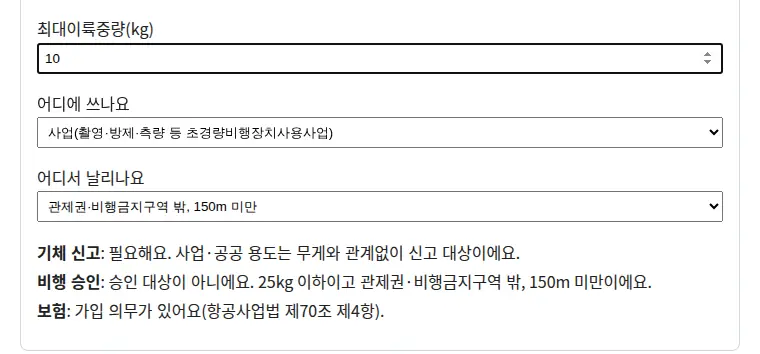 최대이륙중량(kg)
10
어디에 쓰나요
사업(촬영·방제·측량 등 초경량비행장치사용사업)
어디서 날리나요
관제권·비행금지구역 밖, 150m 미만
기체 신고: 필요해요. 사업·공공 용도는 무게와 관계없이 신고 대상이에요.
비행 승인: 승인 대상이 아니에요. 25kg 이하이고 관제권·비행금지구역 밖, 150m 미만이에요.
보험: 가입 의무가 있어요(항공사업법 제70조 제4항).